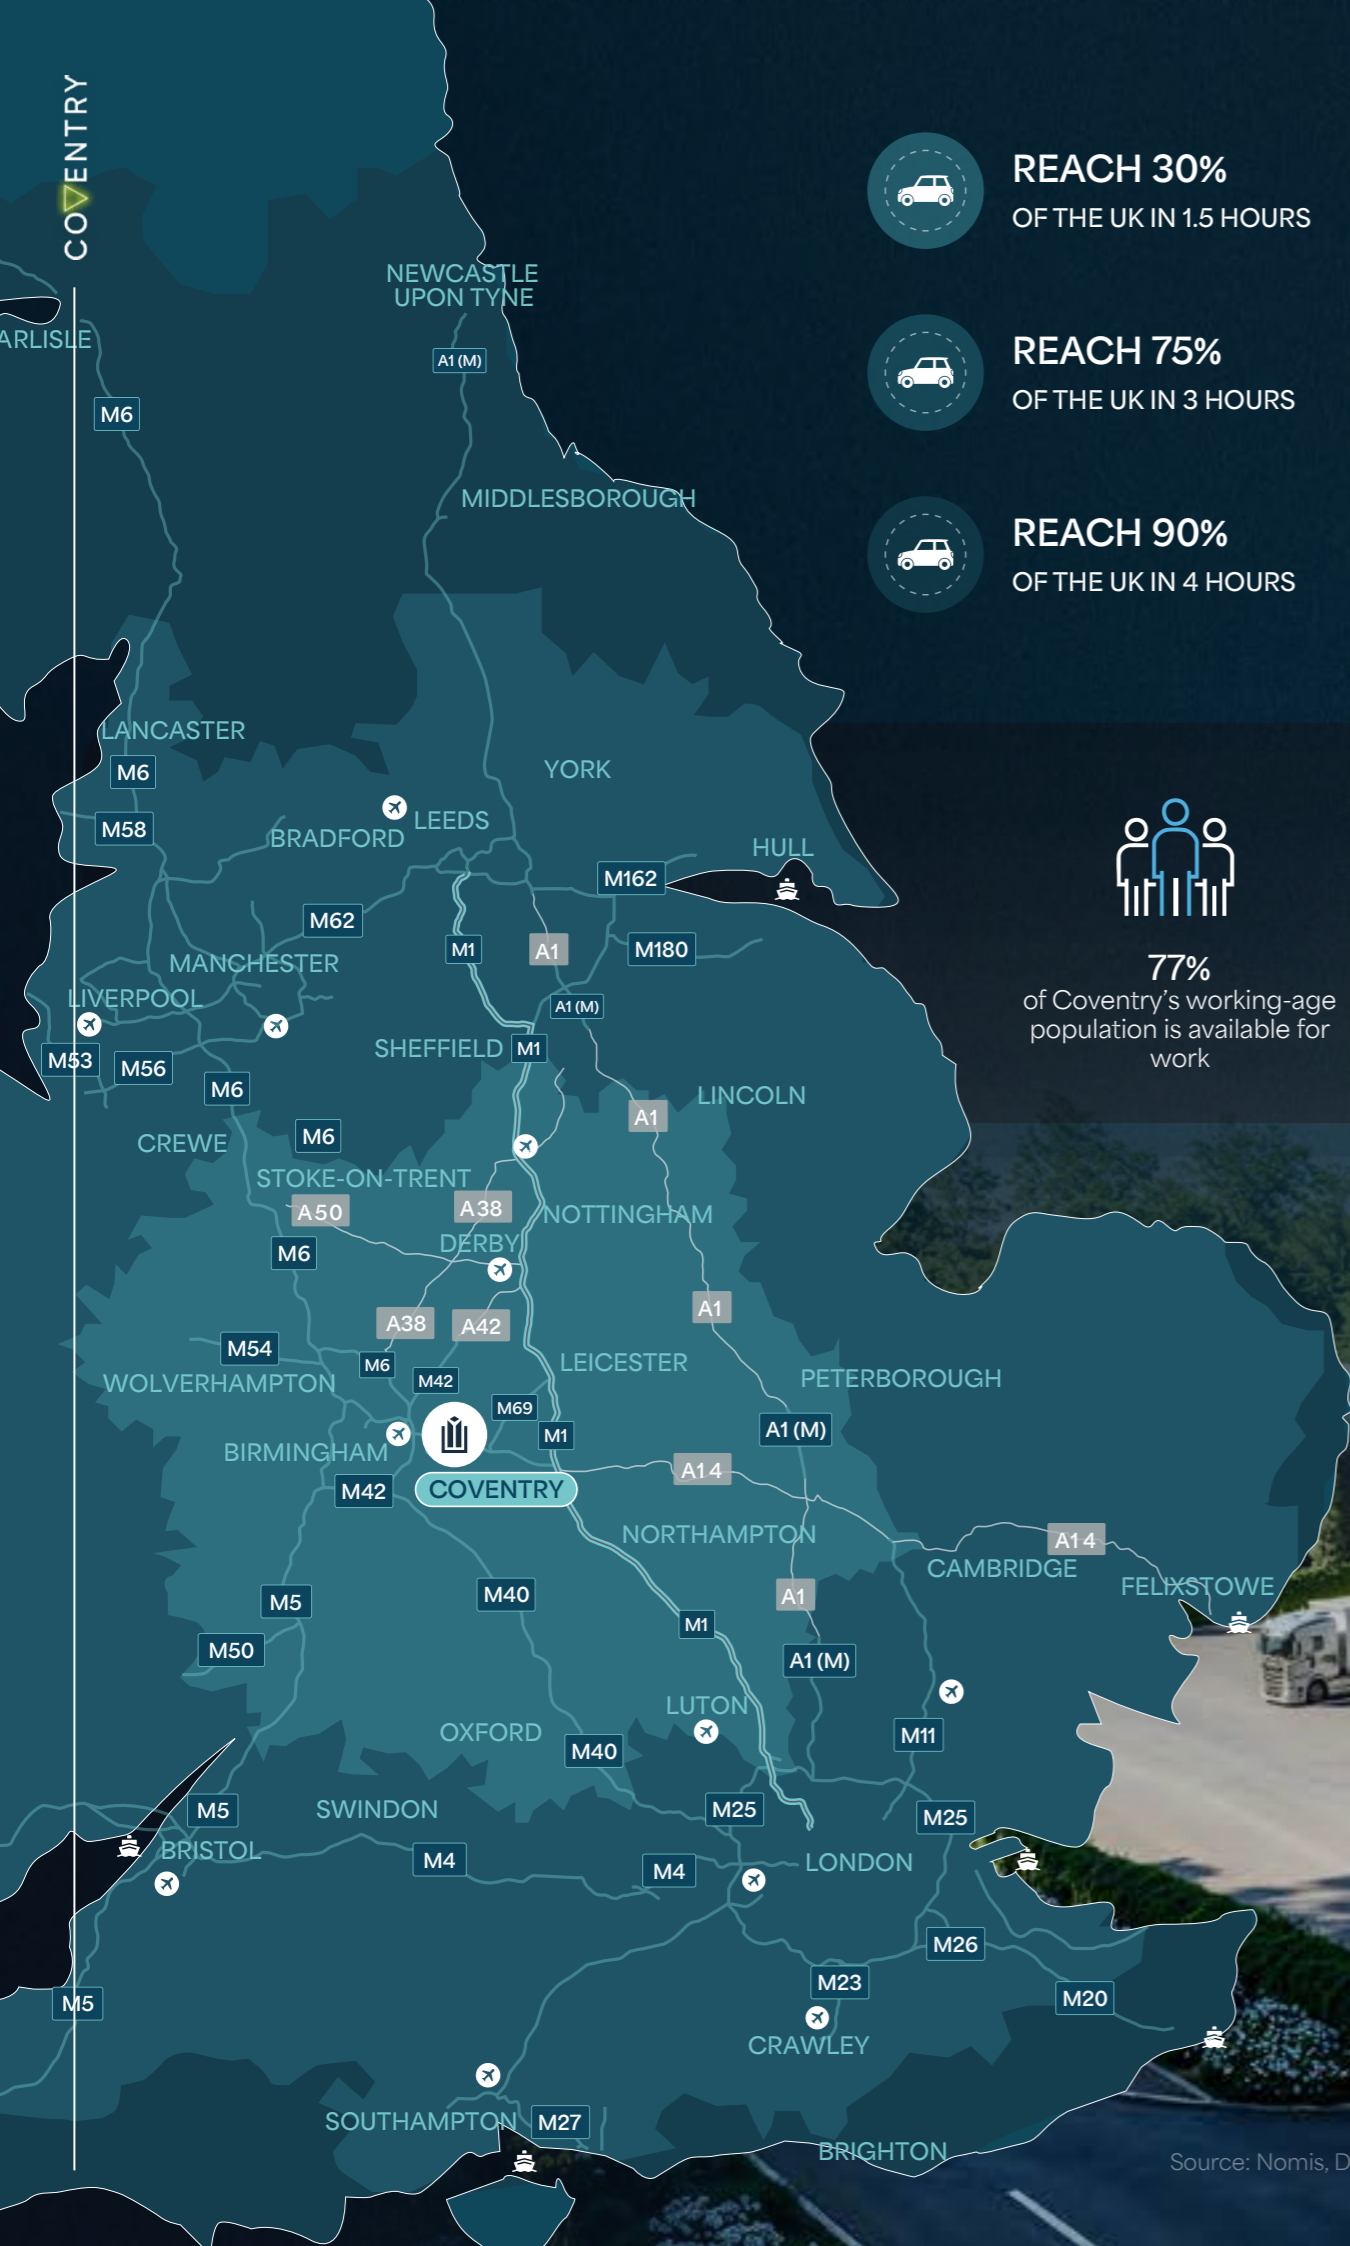 COVENTRY
REACH 30%
OF THE UK IN 1.5 HOURS
NEWCASTLE
UPON TYNE
ARLISLE
REACH 75%
A1 (M)
OF THE UK IN 3 HOURS
M6
MIDDLESBOROUGH
REACH 90%
OF THE UK IN 4 HOURS
LANCASTER
M6
YORK
M58
LEEDS
BRADFORD
HULL
M162
M62
M1
A1
M180
MANCHESTER
77%
LIVERPOOL
A1 (M)
of Coventry's working-age
population is available for
work
SHEFFIELD
M1
M53
M56
M6
LINCOLN
A1
CREWE
M6
STOKE-ON-TRENT
A50
A38
NOTTINGHAM
DERBY
M6
A1
A38
A42
M54
M6
LEICESTER
WOLVERHAMPTON
M42
PETERBOROUGH
M69
M1
A1 (M)
BIRMINGHAM
A14
M42
COVENTRY
NORTHAMPTON
A14
CAMBRIDGE
FELIXSTOWE
M5
M40
A1
M1
M50
A1 (M)
LUTON
OXFORD
M40
M11
M5
SWINDON
M25
M25
BRISTOL
M4
M4
LONDON
M26
M5
M23
M20
CRAWLEY
SOUTHAMPTON
M27
BRIGHTON
Source: Nomis, D